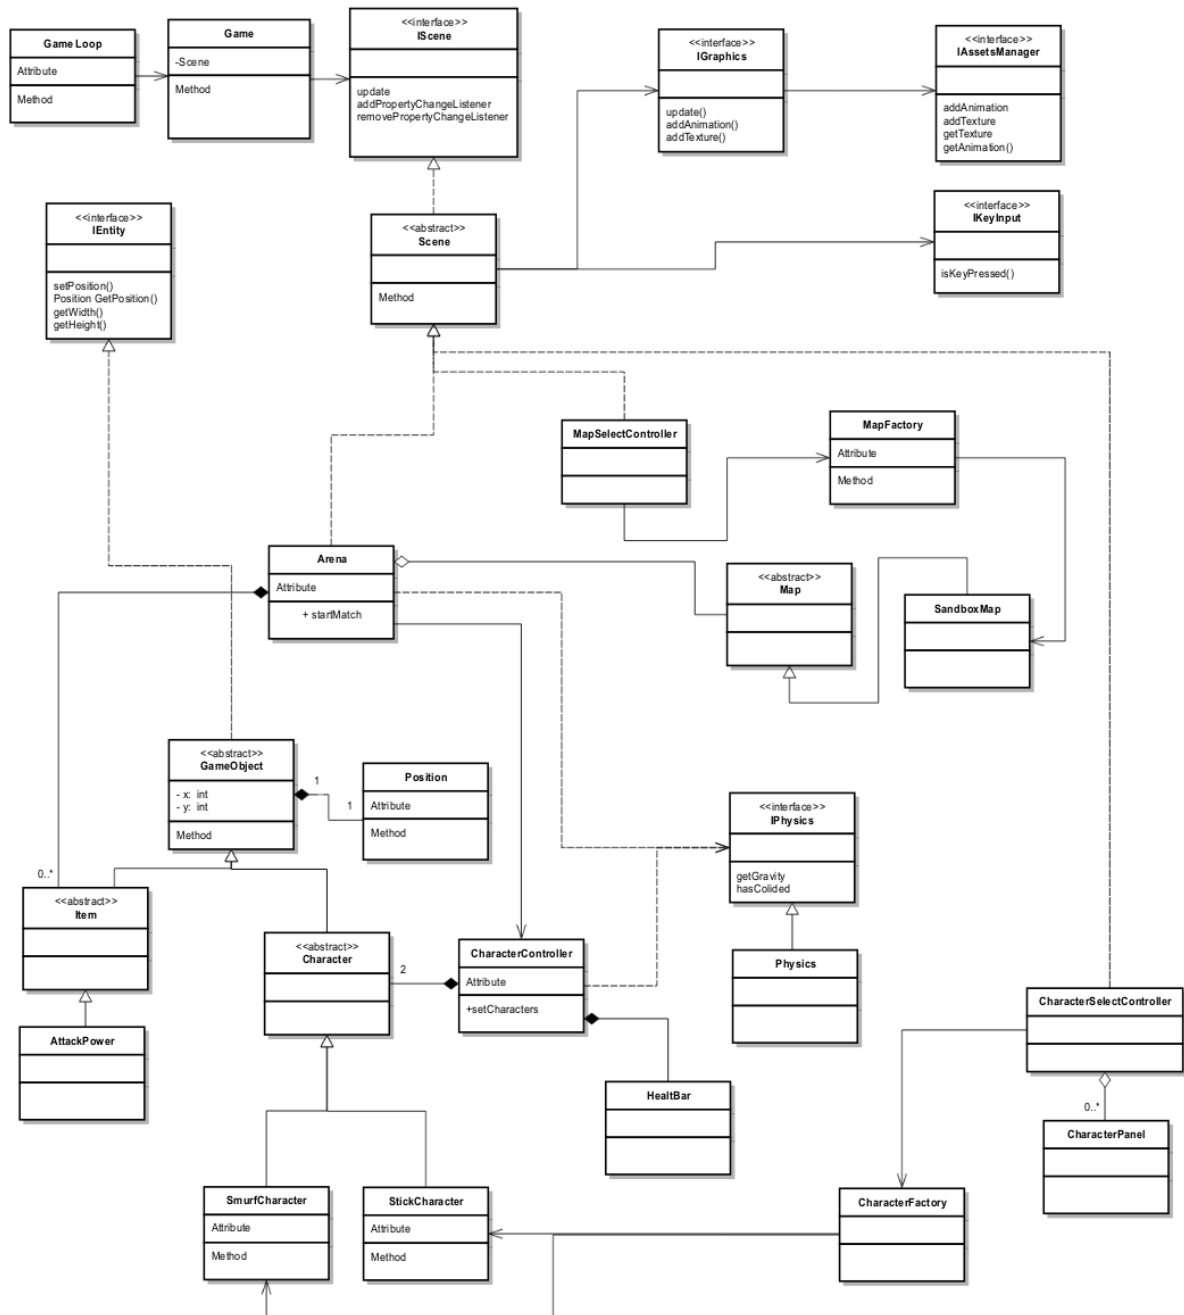 Game Loop
Attribute
Method
Game
-Scene
Method
<<interface>>
IScene
update
addPropertyChangeListener
removePropertyChangeListener
<<interface>>
IGraphics
update()
addAnimation()
addTexture()
<<interface>>
IAssetsManager
addAnimation
addTexture
getTexture
getAnimation()
<<interface>>
IEntity
setPosition()
Position GetPosition()
getWidth()
getHeight()
<<abstract>>
Scene
Method
<<interface>>
IKeyInput
isKeyPressed()
MapSelectController
MapFactory
Attribute
Method
Arena
Attribute
+ startMatch
<<abstract>>
Map
SandboxMap
<<abstract>>
GameObject
- x: int
- y: int
Method
1
1
Position
Attribute
Method
<<interface>>
IPhysics
getGravity
hasColided
0..*
<<abstract>>
Item
<<abstract>>
Character
2
CharacterController
Attribute
+setCharacters
Physics
CharacterSelectController
AttackPower
HealtBar
0..*
CharacterPanel
SmurfCharacter
Attribute
Method
StickCharacter
Attribute
Method
CharacterFactory